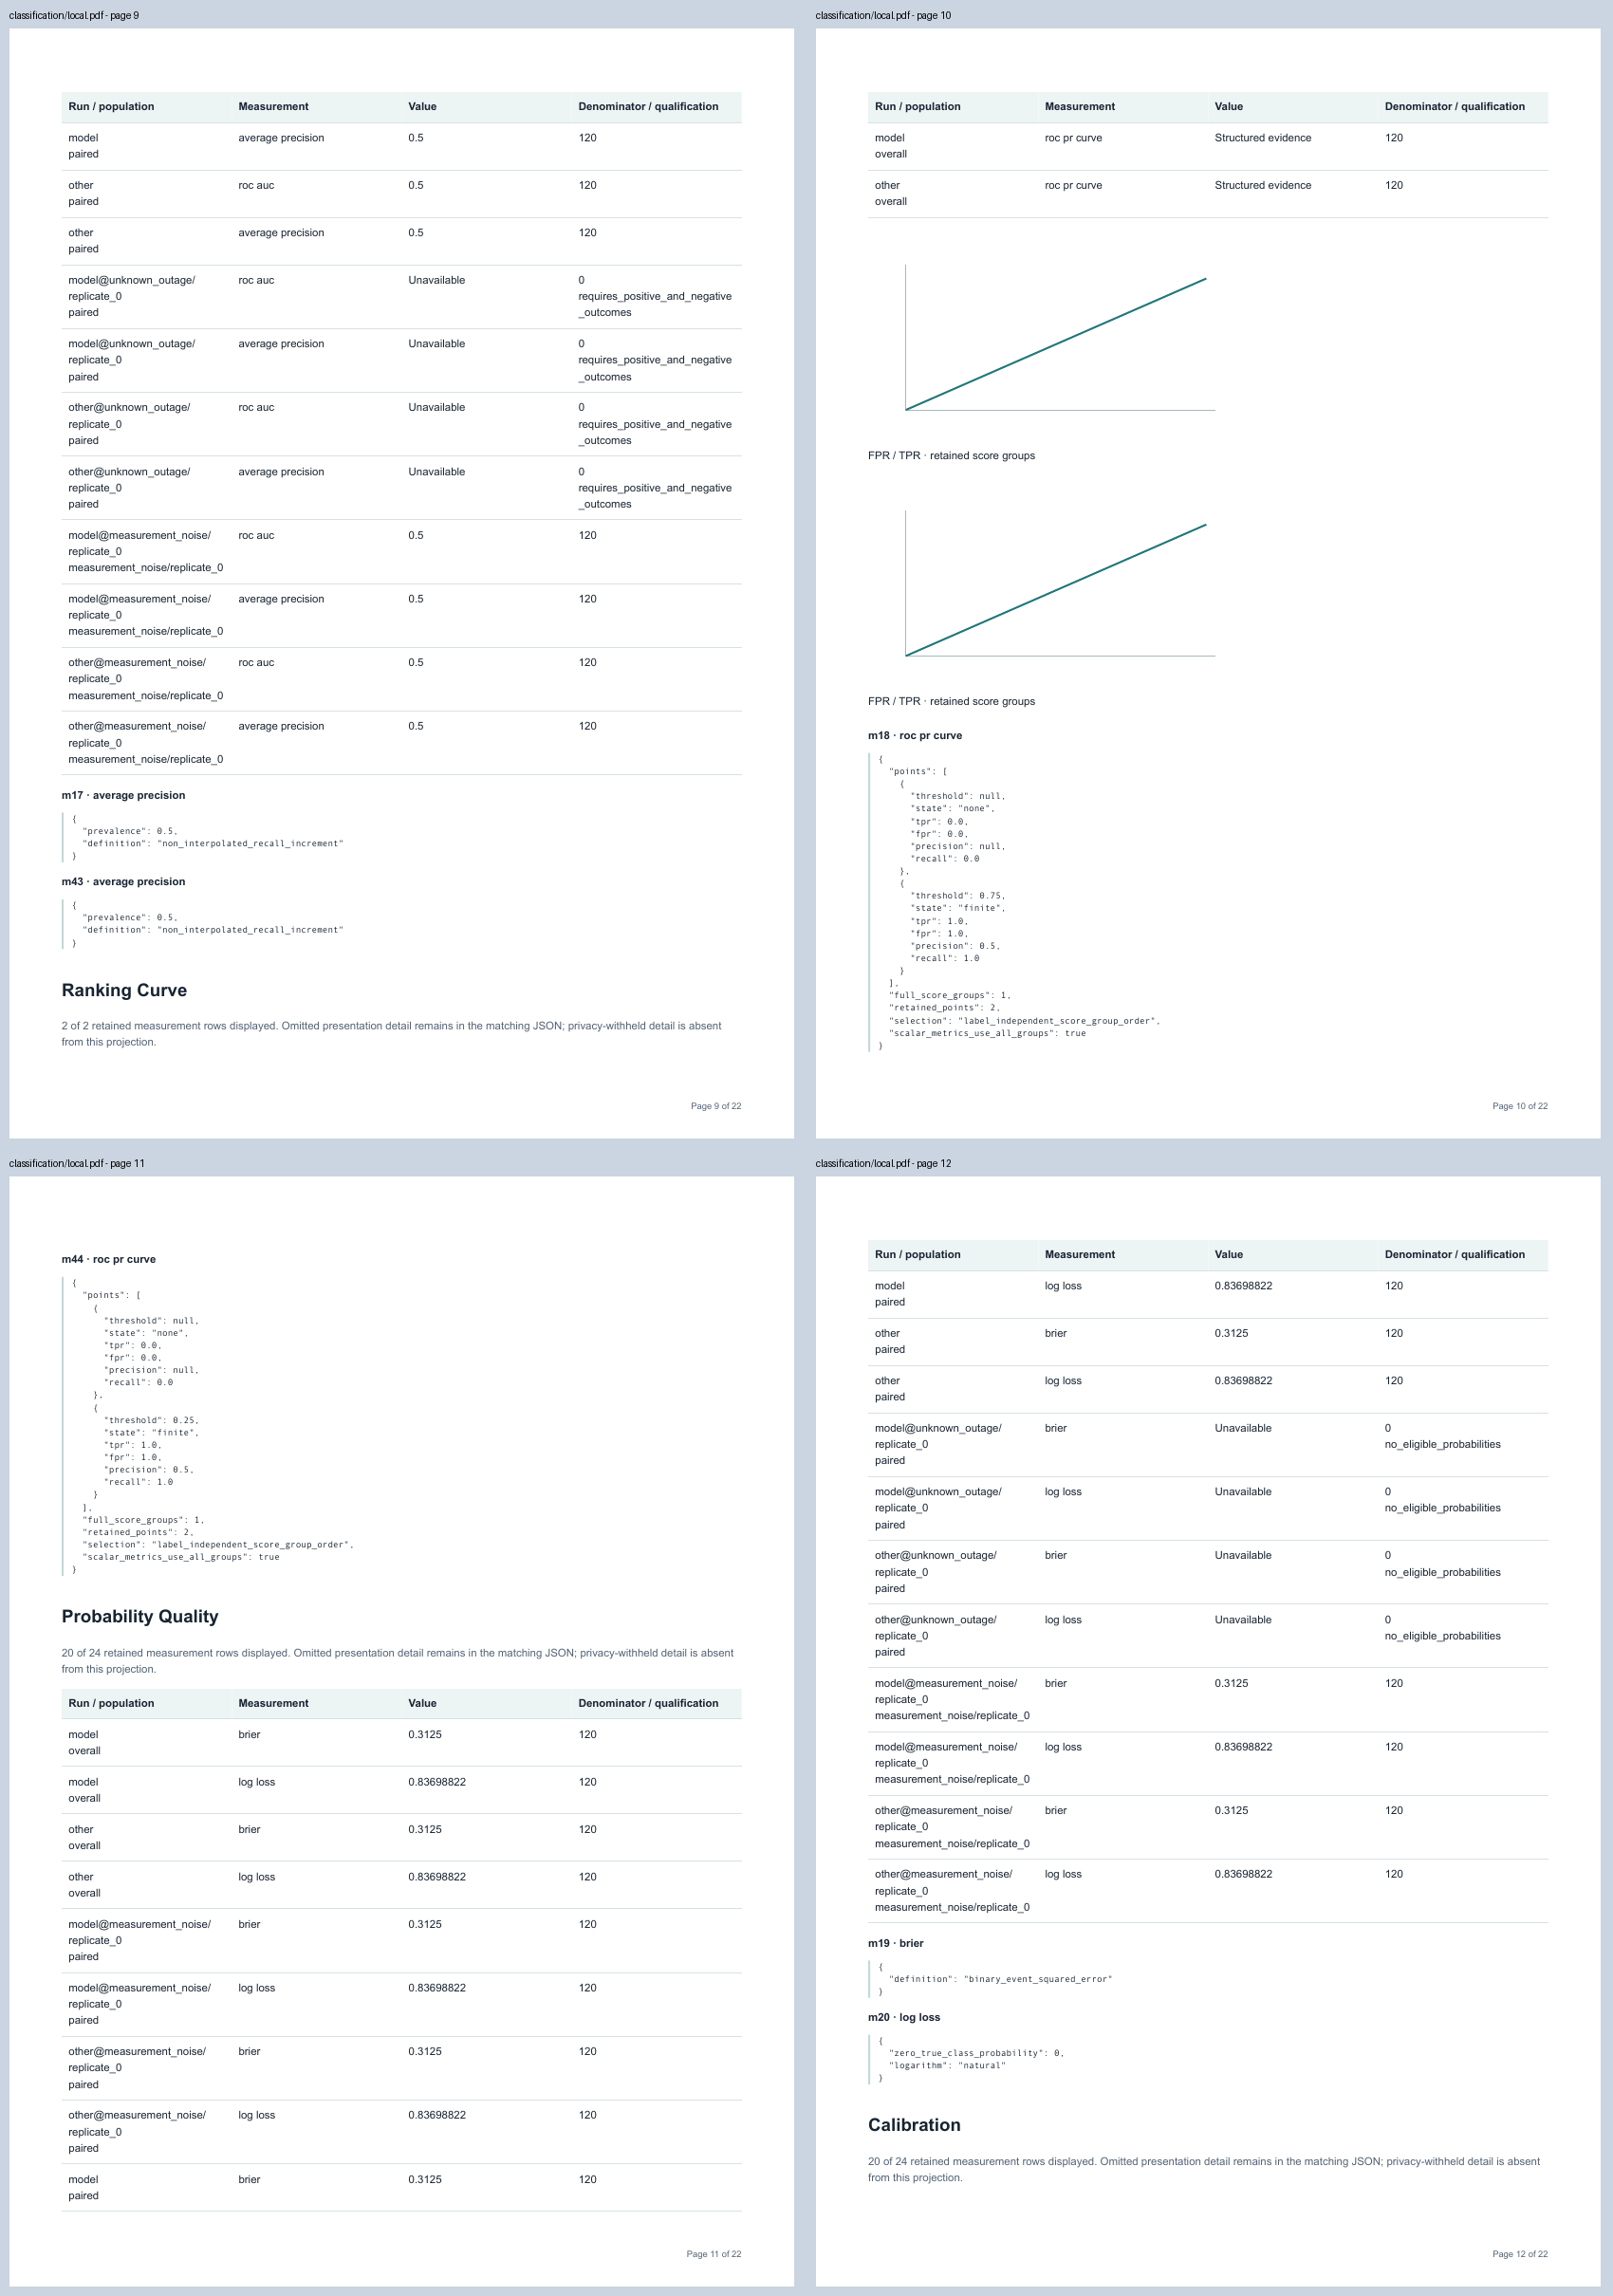 classification/local.pdf - page 9
Run / population Measurement Value Denominator / qualification
model average precision 0.5 120
paired
other roc auc 0.5 120
paired
other average precision 0.5 120
paired
model@unknown_outage/ roc auc Unavailable 0
replicate_0 requires_positive_and_negative
paired _outcomes
model@unknown_outage/ average precision Unavailable 0
replicate_0 requires_positive_and_negative
paired _outcomes
other@unknown_outage/ roc auc Unavailable 0
replicate_0 requires_positive_and_negative
paired _outcomes
other@unknown_outage/ average precision Unavailable 0
replicate_0 requires_positive_and_negative
paired _outcomes
model@measurement_noise/ roc auc 0.5 120
replicate_0
measurement_noise/replicate_0
model@measurement_noise/ average precision 0.5 120
replicate_0
measurement_noise/replicate_0
other@measurement_noise/ roc auc 0.5 120
replicate_0
measurement_noise/replicate_0
other@measurement_noise/ average precision 0.5 120
replicate_0
measurement_noise/replicate_0
m17 · average precision
{
"prevalence": 0.5,
"definition": "non_interpolated_recall_increment"
}
m43 · average precision
{
"prevalence": 0.5,
"definition": "non_interpolated_recall_increment"
}
Ranking Curve
2 of 2 retained measurement rows displayed. Omitted presentation detail remains in the matching JSON; privacy-withheld detail is absent
from this projection.
Page 9 of 22
classification/local.pdf - page 10
Run / population Measurement Value Denominator / qualification
model roc pr curve Structured evidence 120
overall
other roc pr curve Structured evidence 120
overall
FPR / TPR · retained score groups
FPR / TPR · retained score groups
m18 · roc pr curve
{
"points": [
{
"threshold": null,
"state": "none",
"tpr": 0.0,
"fpr": 0.0,
"precision": null,
"recall": 0.0
},
{
"threshold": 0.75,
"state": "finite",
"tpr": 1.0,
"fpr": 1.0,
"precision": 0.5,
"recall": 1.0
}
],
"full_score_groups": 1,
"retained_points": 2,
"selection": "label_independent_score_group_order",
"scalar_metrics_use_all_groups": true
}
Page 10 of 22
classification/local.pdf - page 11
m44 · roc pr curve
{
"points": [
{
"threshold": null,
"state": "none",
"tpr": 0.0,
"fpr": 0.0,
"precision": null,
"recall": 0.0
},
{
"threshold": 0.25,
"state": "finite",
"tpr": 1.0,
"fpr": 1.0,
"precision": 0.5,
"recall": 1.0
}
],
"full_score_groups": 1,
"retained_points": 2,
"selection": "label_independent_score_group_order",
"scalar_metrics_use_all_groups": true
}
Probability Quality
20 of 24 retained measurement rows displayed. Omitted presentation detail remains in the matching JSON; privacy-withheld detail is absent
from this projection.
Run / population Measurement Value Denominator / qualification
model brier 0.3125 120
overall
model log loss 0.83698822 120
overall
other brier 0.3125 120
overall
other log loss 0.83698822 120
overall
model@measurement_noise/ brier 0.3125 120
replicate_0
paired
model@measurement_noise/ log loss 0.83698822 120
replicate_0
paired
other@measurement_noise/ brier 0.3125 120
replicate_0
paired
other@measurement_noise/ log loss 0.83698822 120
replicate_0
paired
model brier 0.3125 120
paired
Page 11 of 22
classification/local.pdf - page 12
Run / population Measurement Value Denominator / qualification
model log loss 0.83698822 120
paired
other brier 0.3125 120
paired
other log loss 0.83698822 120
paired
model@unknown_outage/ brier Unavailable 0
replicate_0 no_eligible_probabilities
paired
model@unknown_outage/ log loss Unavailable 0
replicate_0 no_eligible_probabilities
paired
other@unknown_outage/ brier Unavailable 0
replicate_0 no_eligible_probabilities
paired
other@unknown_outage/ log loss Unavailable 0
replicate_0 no_eligible_probabilities
paired
model@measurement_noise/ brier 0.3125 120
replicate_0
measurement_noise/replicate_0
model@measurement_noise/ log loss 0.83698822 120
replicate_0
measurement_noise/replicate_0
other@measurement_noise/ brier 0.3125 120
replicate_0
measurement_noise/replicate_0
other@measurement_noise/ log loss 0.83698822 120
replicate_0
measurement_noise/replicate_0
m19 · brier
{
"definition": "binary_event_squared_error"
}
m20 · log loss
{
"zero_true_class_probability": 0,
"logarithm": "natural"
}
Calibration
20 of 24 retained measurement rows displayed. Omitted presentation detail remains in the matching JSON; privacy-withheld detail is absent
from this projection.
Page 12 of 22